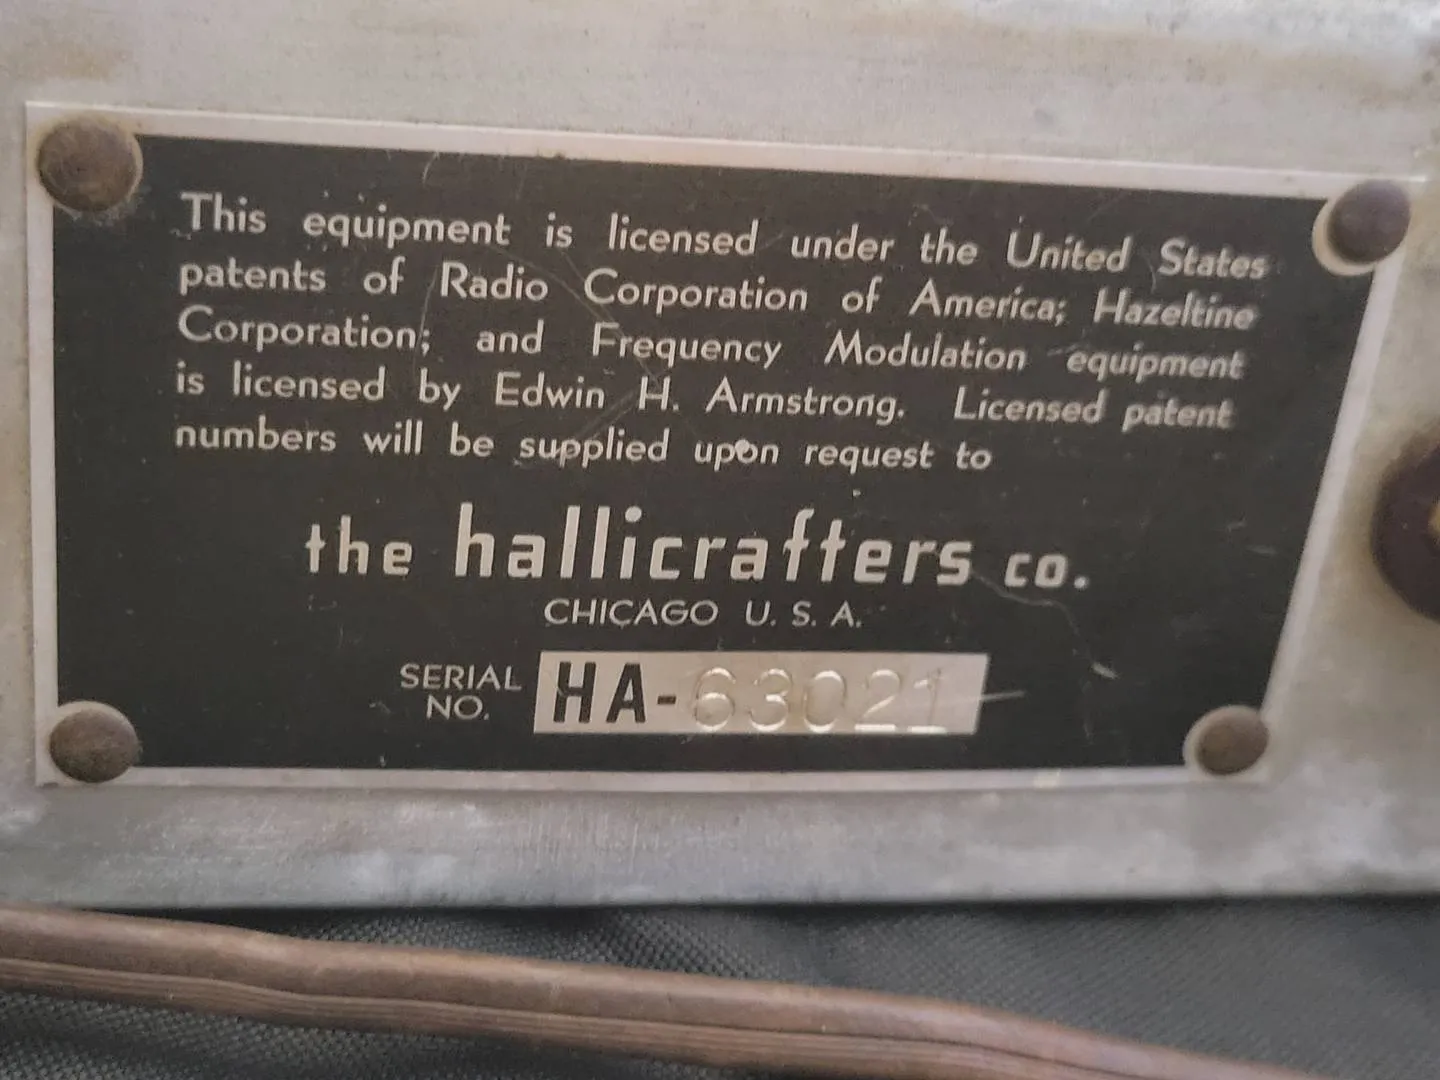 This equipment is licensed under the United States
patents of Radio Corporation of America; Hazeltine
Corporation; and Frequency Modulation equipment
is licensed by Edwin H. Armstrong. Licensed patent
numbers will be supplied upon request to
the hallicrafters co.
CHICAGO U. S. A.
SERIAL NO. HA-63021